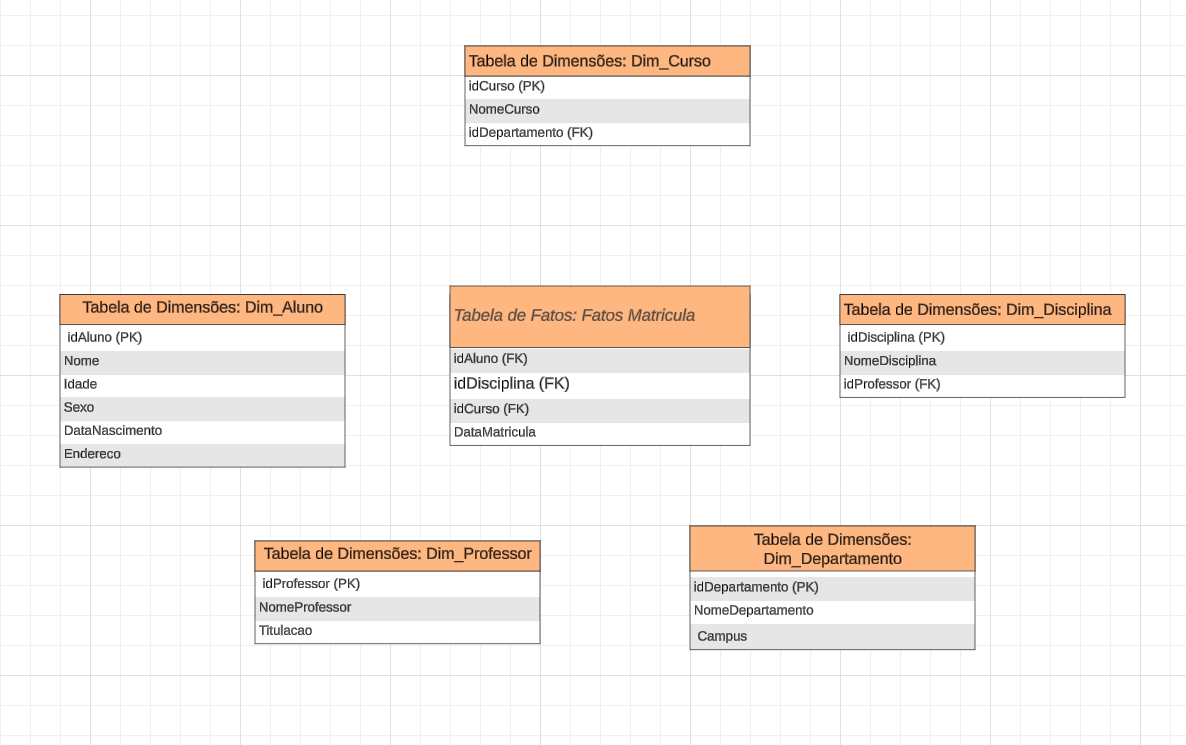 Tabela de Dimensões: Dim_Curso
idCurso (PK)
NomeCurso
idDepartamento (FK)
Tabela de Dimensões: Dim_Aluno
idAluno (PK)
Nome
Idade
Sexo
DataNascimento
Endereco
Tabela de Fatos: Fatos Matricula
idAluno (FK)
idDisciplina (FK)
idCurso (FK)
DataMatricula
Tabela de Dimensões: Dim_Disciplina
idDisciplina (PK)
NomeDisciplina
idProfessor (FK)
Tabela de Dimensões: Dim_Professor
idProfessor (PK)
NomeProfessor
Titulacao
Tabela de Dimensões:
Dim_Departamento
idDepartamento (PK)
NomeDepartamento
Campus